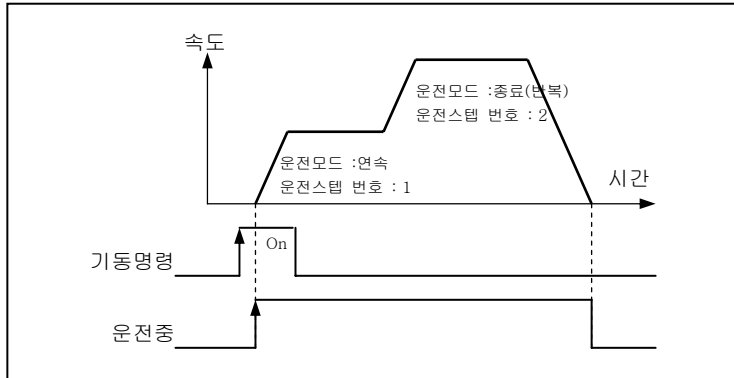 속도
운전모드 :종료(반복)
운전스텝 번호 : 2
운전모드 :연속
운전스텝 번호 : 1
시간
On
기동명령
운전중